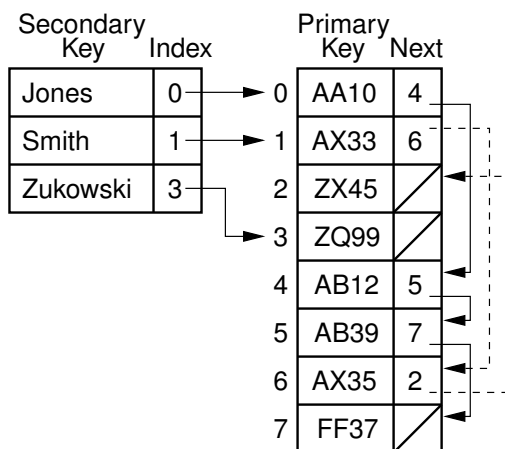 Secondary Key Index
Jones 0
Smith 1
Zukowski 3
Primary Key Next
0 AA10 4
1 AX33 6
2 ZX45
3 ZQ99
4 AB12 5
5 AB39 7
6 AX35 2
7 FF37